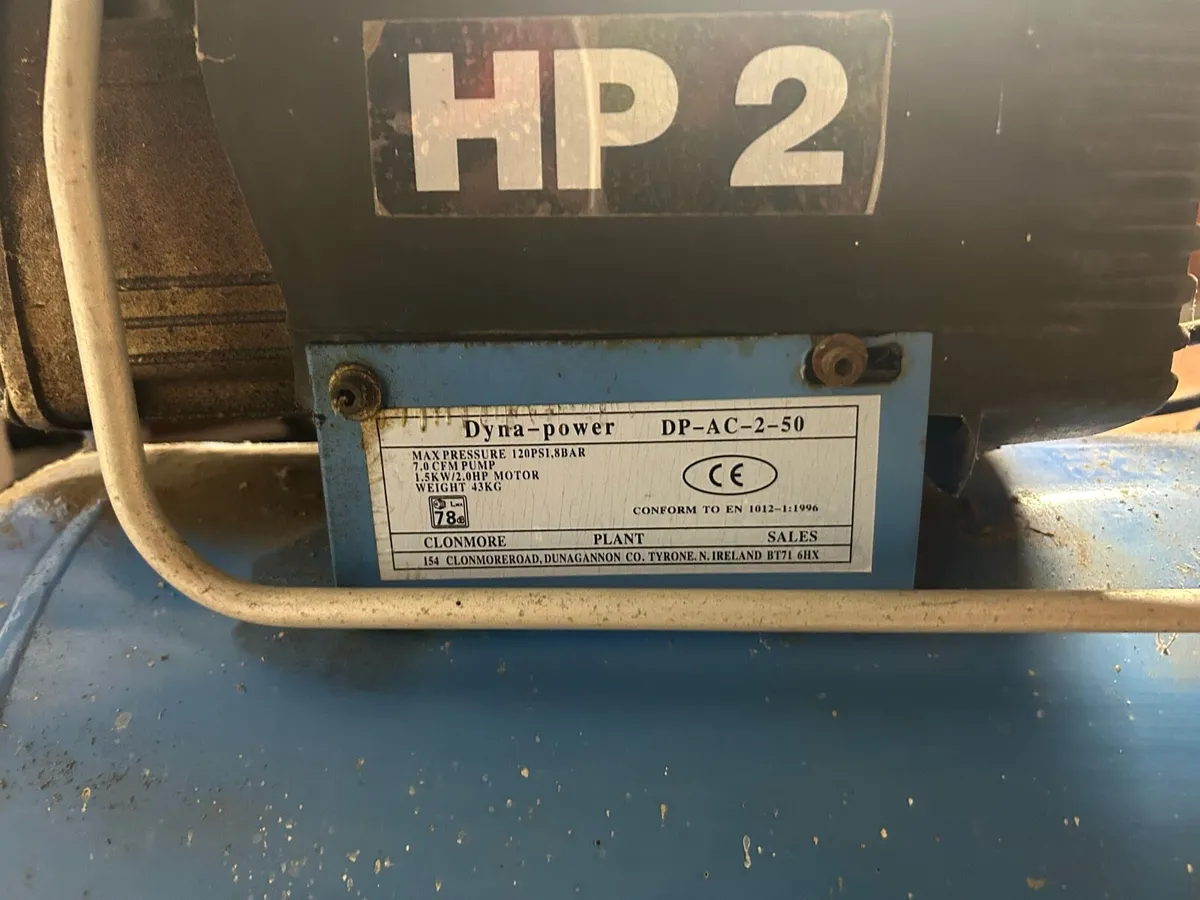 HP 2
Dyna-power DP-AC-2-50
MAX PRESSURE 120PS1,8BAR
7.0 CFM PUMP
1.5KW/2.0HP MOTOR
WEIGHT 43KG
CE
78dB
CONFORM TO EN 1012-1:1996
CLONMORE PLANT SALES
154 CLONMOREROAD, DUNAGANNON CO. TYRONE. N. IRELAND BT71 6HX